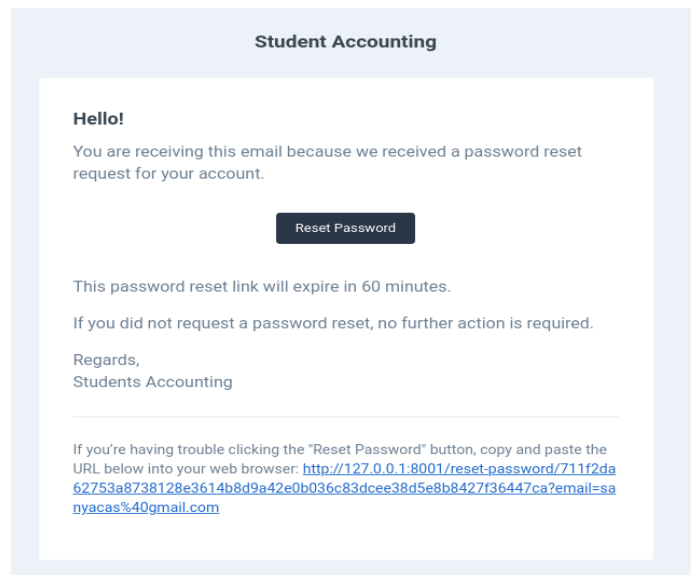 Student Accounting
Hello!
You are receiving this email because we received a password reset
request for your account.
Reset Password
This password reset link will expire in 60 minutes.
If you did not request a password reset, no further action is required.
Regards,
Students Accounting
If you’re having trouble clicking the "Reset Password" button, copy and paste the
URL below into your web browser: http://127.0.0.1:8001/reset-password/711f2da
62753a8738128e3614b8d9a42e0b036c83dcee38d5e8b8427f36447ca?email=sa
nyacas%40gmail.com